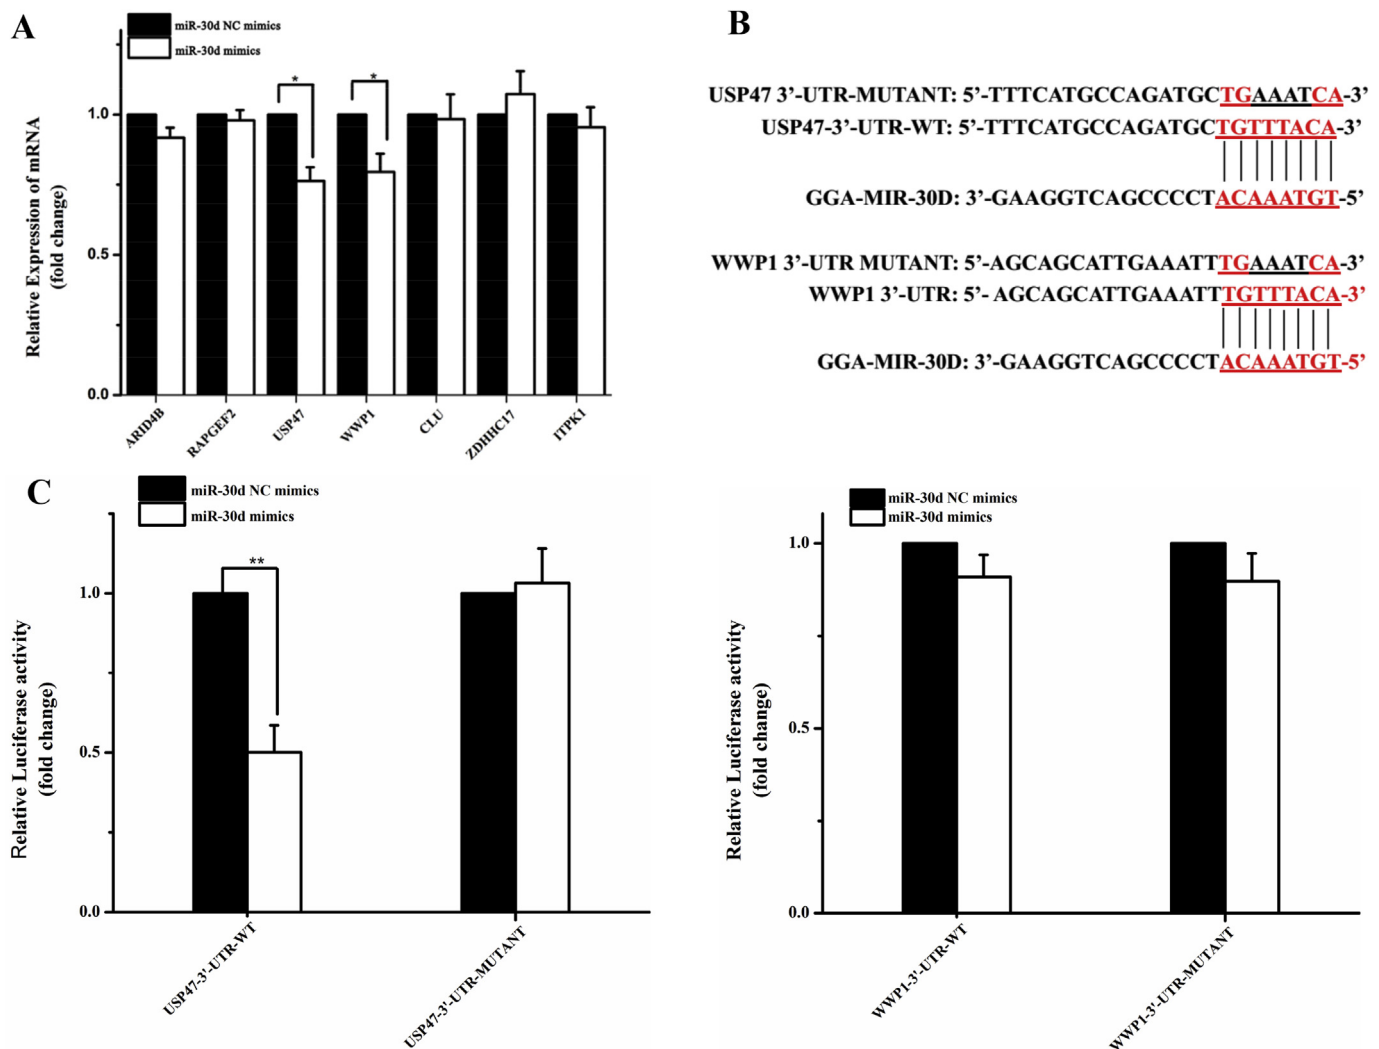 A
miR-30d NC mimics
miR-30d mimics
*
*
1.0
0.5
0.0
Relative Expression of mRNA
(fold change)
ARID4B
RAPGEF2
USP47
WWP1
CLU
ZDHHC17
ITPK1
B
USP47 3'-UTR-MUTANT: 5'-TTTCATGCCAGATGCTGAAATCA-3'
USP47-3'-UTR-WT: 5'-TTTCATGCCAGATGCTGTTTACA-3'
GGA-MIR-30D: 3'-GAAGGTCAGCCCCTACAAATGT-5'
WWP1 3'-UTR MUTANT: 5'-AGCAGCATTGAAATTTGAAATCA-3'
WWP1 3'-UTR: 5'- AGCAGCATTGAAATTTGTTTACA-3'
GGA-MIR-30D: 3'-GAAGGTCAGCCCCTACAAATGT-5'
C
miR-30d NC mimics
miR-30d mimics
**
1.0
0.5
0.0
Relative Luciferase activity
(fold change)
USP47-3'-UTR-WT
USP47-3'-UTR-MUTANT
miR-30d NC mimics
miR-30d mimics
1.0
0.5
0.0
Relative Luciferase activity
(fold change)
WWP1-3'-UTR-WT
WWP1-3'-UTR-MUTANT